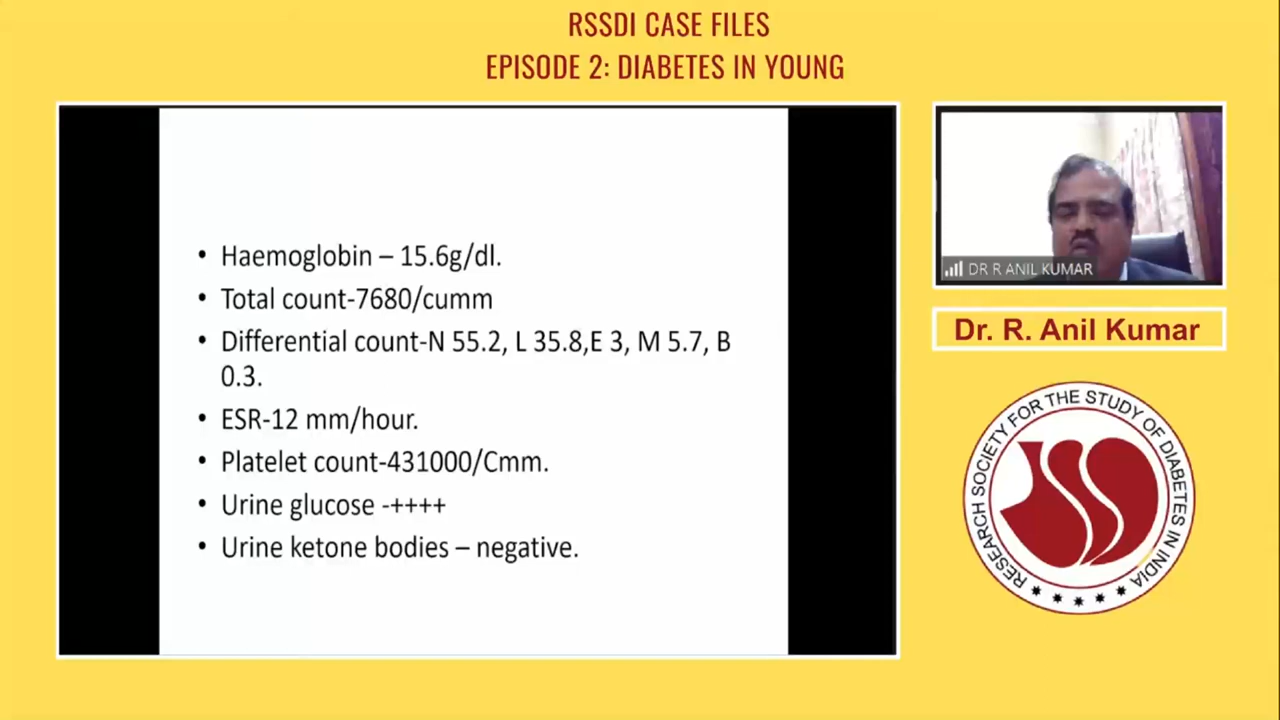 RSSDI CASE FILES
EPISODE 2: DIABETES IN YOUNG
• Haemoglobin – 15.6g/dl.
• Total count-7680/cumm
• Differential count-N 55.2, L 35.8,E 3, M 5.7, B
0.3.
• ESR-12 mm/hour.
• Platelet count-431000/Cmm.
• Urine glucose -++++
• Urine ketone bodies – negative.
DR R ANIL KUMAR
Dr. R. Anil Kumar
RESEARCH SOCIETY FOR THE STUDY OF DIABETES IN INDIA